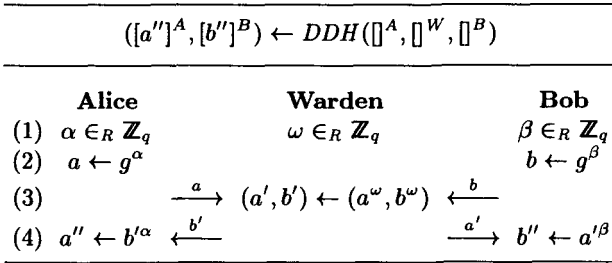 ([a'']^A, [b'']^B) ← DDH([]^A, []^W, []^B)
Alice Warden Bob
(1) α ∈_R ℤ_q ω ∈_R ℤ_q β ∈_R ℤ_q
(2) a ← g^α b ← g^β
(3) —a→ (a', b') ← (a^ω, b^ω) ←b—
(4) a'' ← b'^α ←b'— —a'→ b'' ← a'^β